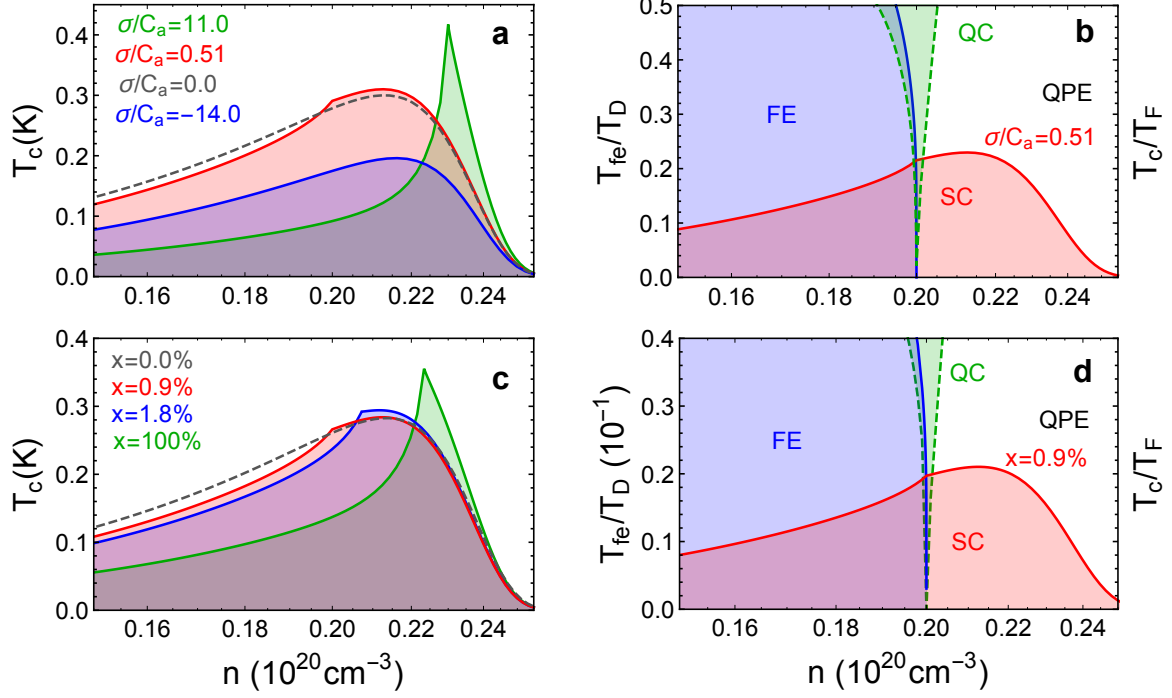 σ/Cₐ=11.0
σ/Cₐ=0.51
σ/Cₐ=0.0
σ/Cₐ=−14.0
a
T_c(K)
0.4
0.3
0.2
0.1
0.0
0.16
0.20
0.22
0.24
b
QC
FE
QPE
σ/Cₐ=0.51
SC
T_fe/T_D
T_c/T_F
0.5
0.4
0.3
0.2
0.1
0.0
0.16
0.20
0.22
0.24
x=0.0%
x=0.9%
x=1.8%
x=100%
c
T_c(K)
0.4
0.3
0.2
0.1
0.0
0.16
0.20
0.22
0.24
n (10²⁰cm⁻³)
d
QC
FE
QPE
x=0.9%
SC
T_fe/T_D (10⁻¹)
T_c/T_F
0.4
0.3
0.2
0.1
0.0
0.16
0.18
0.20
0.22
0.24
n (10²⁰cm⁻³)